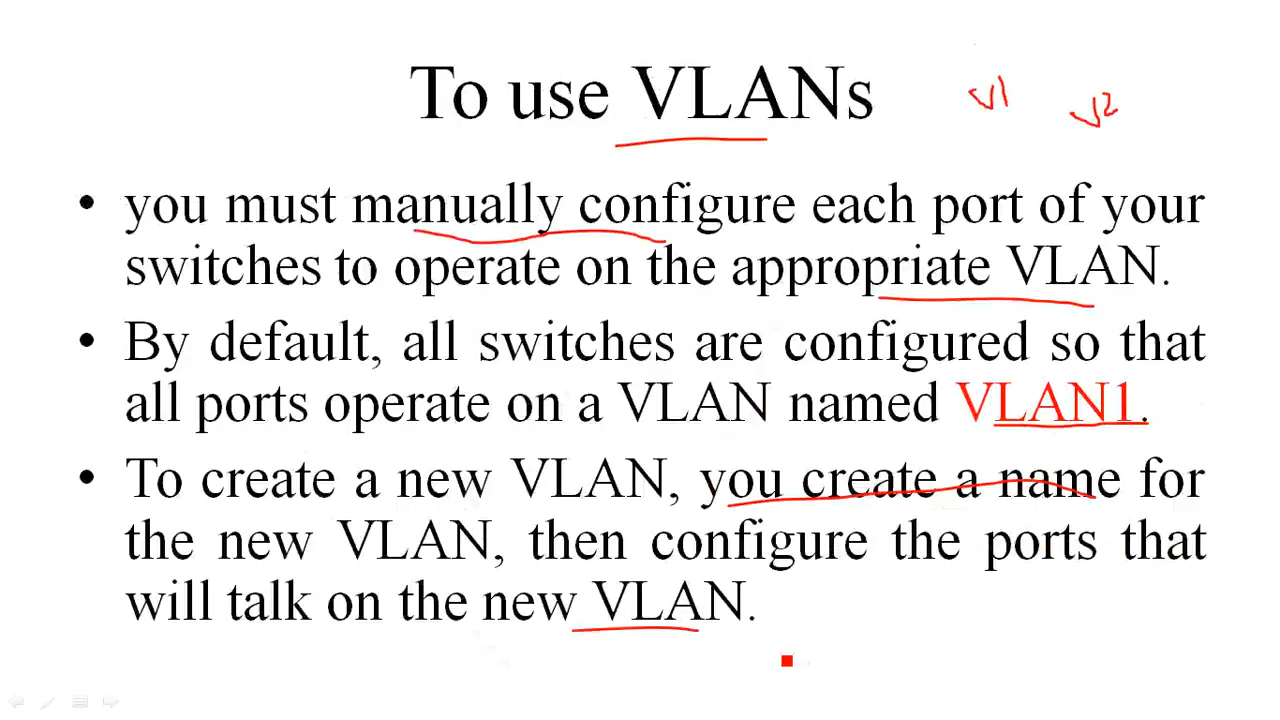 To use VLANs
V1
V2
• you must manually configure each port of your
switches to operate on the appropriate VLAN.
• By default, all switches are configured so that
all ports operate on a VLAN named VLAN1.
• To create a new VLAN, you create a name for
the new VLAN, then configure the ports that
will talk on the new VLAN.